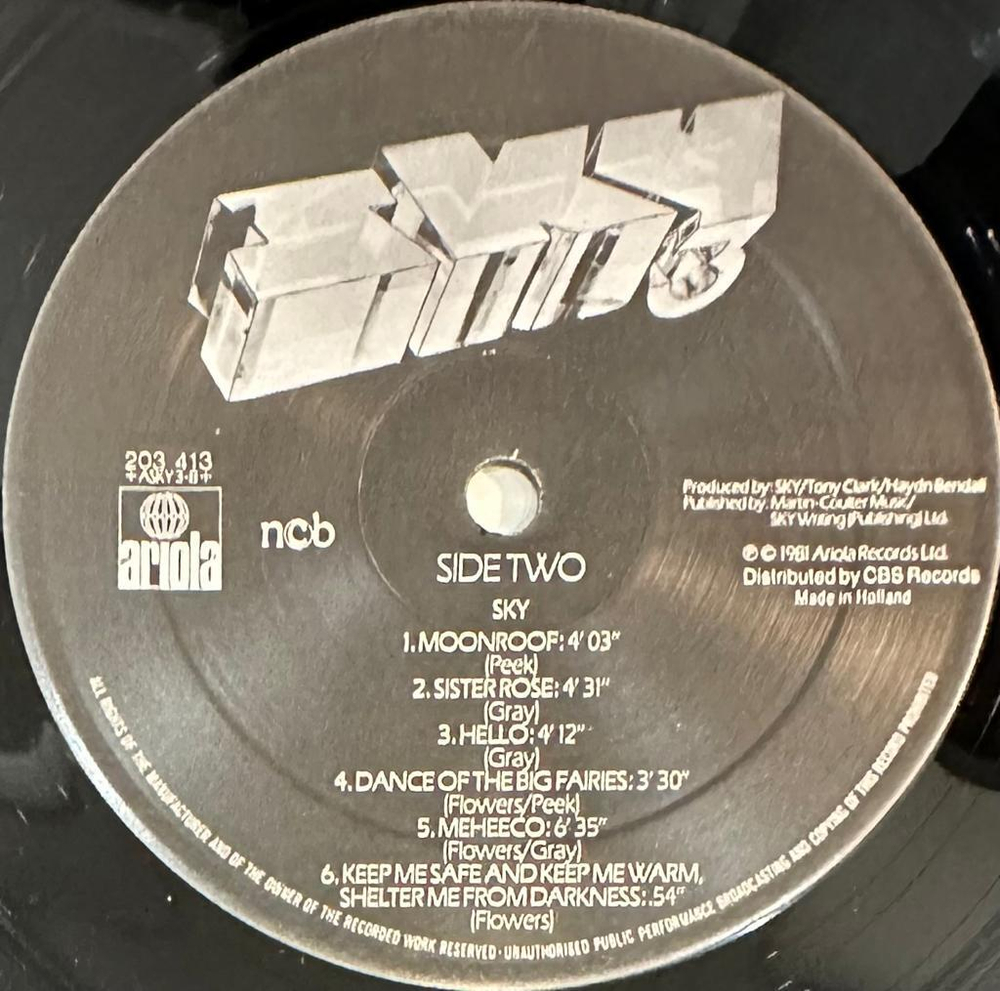 SKY 3
203 413
+ASKY3·B+
ariola
ncb
Produced by: SKY/Tony Clark/Haydn Bendall
Published by: Martin-Coulter Music/
SKY Writing (Publishing) Ltd.
℗ © 1981 Ariola Records Ltd.
Distributed by CBS Records
Made in Holland
SIDE TWO
SKY
1. MOONROOF: 4' 03"
(Peek)
2. SISTER ROSE: 4' 31"
(Gray)
3. HELLO: 4' 12"
(Gray)
4. DANCE OF THE BIG FAIRIES: 3' 30"
(Flowers/Peek)
5. MEHEECO: 6' 35"
(Flowers/Gray)
6. KEEP ME SAFE AND KEEP ME WARM,
SHELTER ME FROM DARKNESS: .54"
(Flowers)
ALL RIGHTS OF THE MANUFACTURER AND OF THE OWNER OF THE RECORDED WORK RESERVED · UNAUTHORISED PUBLIC PERFORMANCE BROADCASTING AND COPYING OF THIS RECORD PROHIBITED